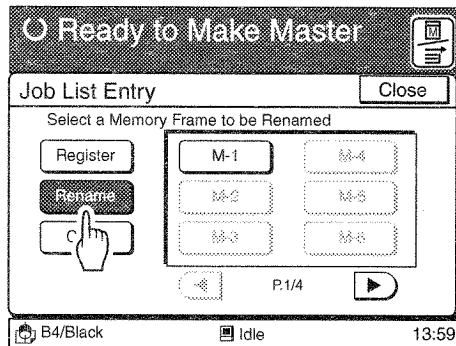 Ready to Make Master
M
Job List Entry
Close
Select a Memory Frame to be Renamed
Register
M-1
M-4
Rename
M-2
M-5
M-3
M-6
P.1/4
B4/Black
Idle
13:59